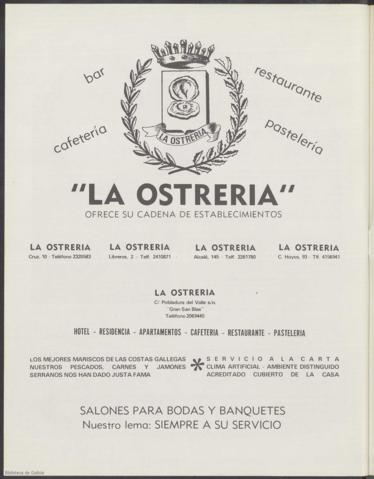 bar
restaurante
cafetería
pastelería
LA OSTRERIA
"LA OSTRERIA"
OFRECE SU CADENA DE ESTABLECIMIENTOS
LA OSTRERIA
Cruz, 10 - Teléfono 2320583
LA OSTRERIA
Libreros, 2 - Telf. 2410871
LA OSTRERIA
Alcalá, 145 - Telf. 2261780
LA OSTRERIA
C. Hoyos, 93 - Tlf. 4156941
LA OSTRERIA
C/ Pobladura del Valle s/n.
"Gran San Blas"
Teléfono 2069440
HOTEL - RESIDENCIA - APARTAMENTOS - CAFETERIA - RESTAURANTE - PASTELERIA
LOS MEJORES MARISCOS DE LAS COSTAS GALLEGAS
NUESTROS PESCADOS, CARNES Y JAMONES
SERRANOS NOS HAN DADO JUSTA FAMA
*
SERVICIO A LA CARTA
CLIMA ARTIFICIAL - AMBIENTE DISTINGUIDO
ACREDITADO CUBIERTO DE LA CASA
SALONES PARA BODAS Y BANQUETES
Nuestro lema: SIEMPRE A SU SERVICIO
Biblioteca de Galicia